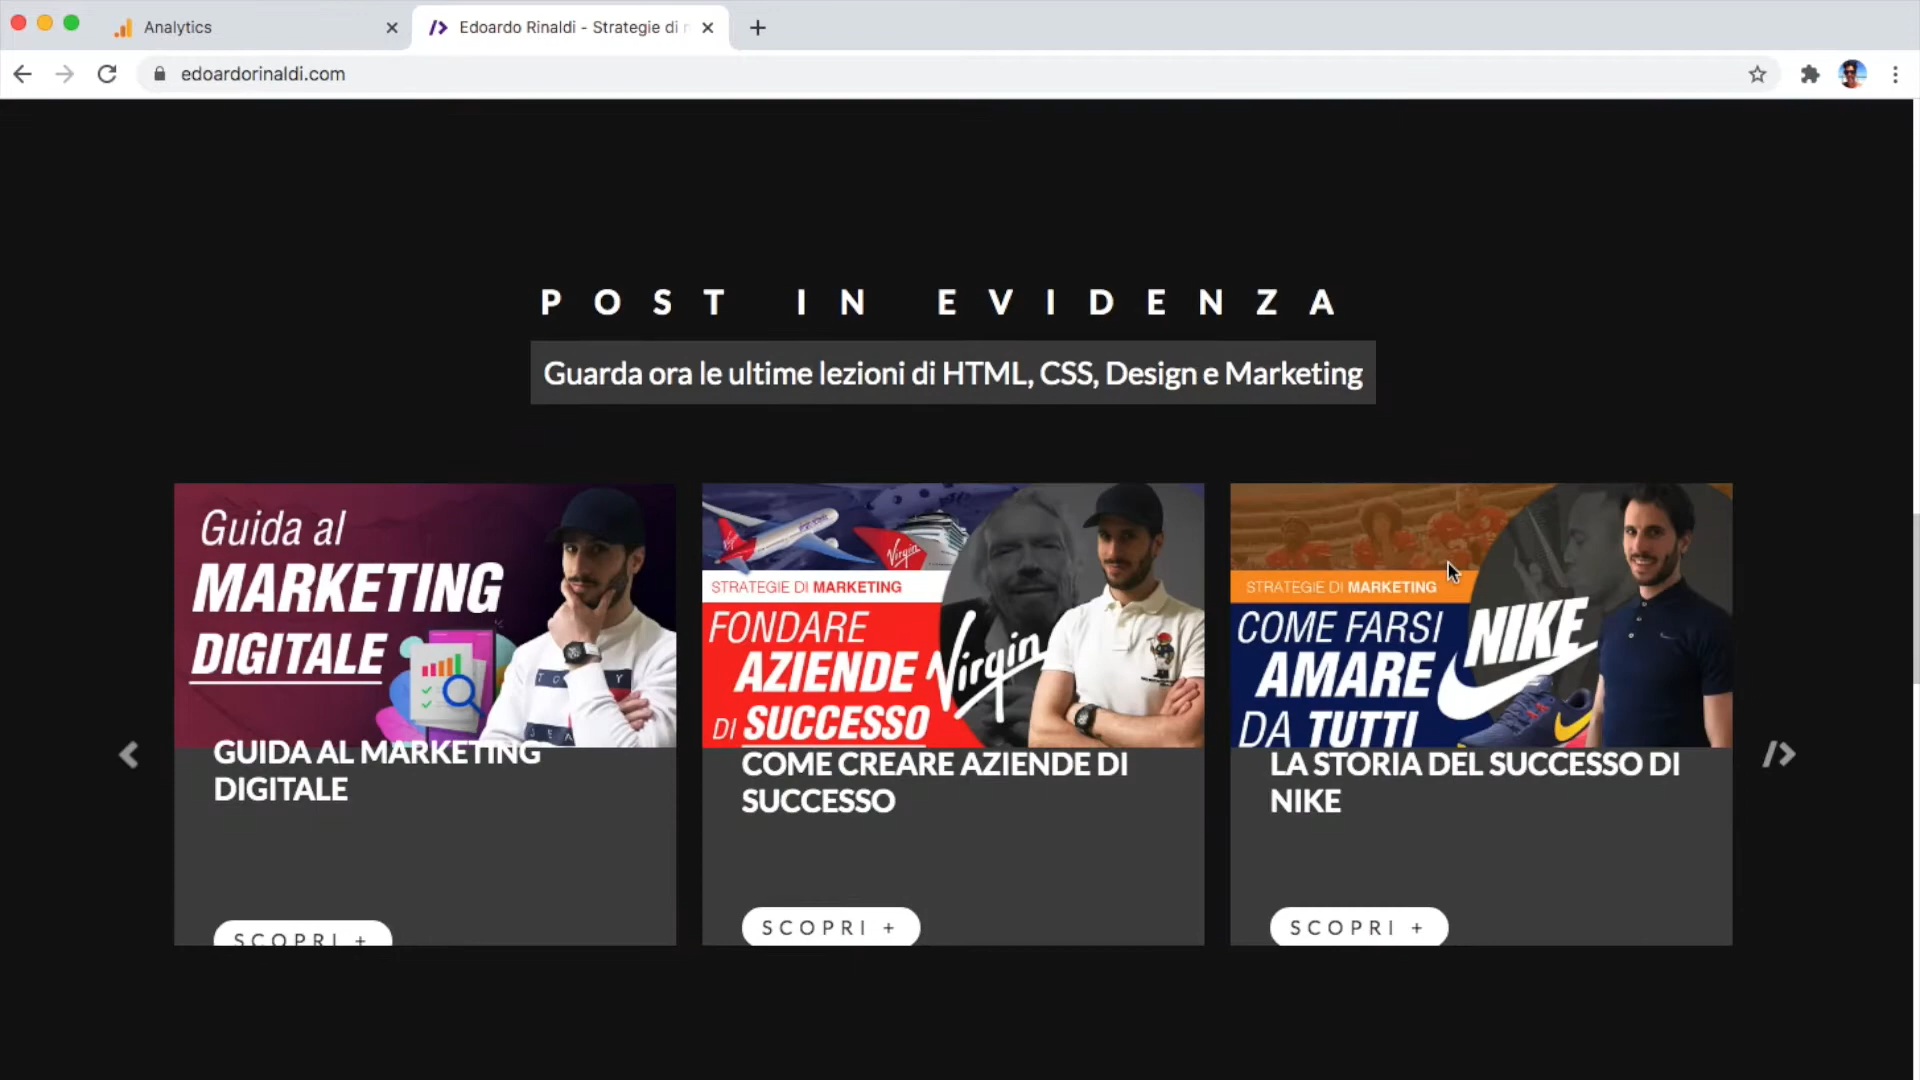 Analytics
Edoardo Rinaldi - Strategie di
edoardorinaldi.com
POST IN EVIDENZA
Guarda ora le ultime lezioni di HTML, CSS, Design e Marketing
Guida al
MARKETING
DIGITALE
GUIDA AL MARKETING
DIGITALE
SCOPRI +
Virgin
STRATEGIE DI MARKETING
FONDARE
AZIENDE
DI SUCCESSO
Virgin
COME CREARE AZIENDE DI
SUCCESSO
SCOPRI +
STRATEGIE DI MARKETING
COME FARSI
AMARE
DA TUTTI
NIKE
LA STORIA DEL SUCCESSO DI
NIKE
SCOPRI +